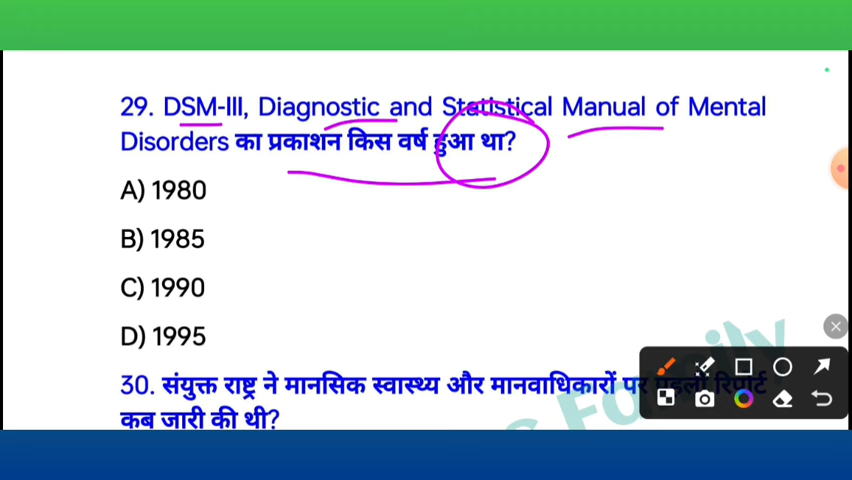 29. DSM-III, Diagnostic and Statistical Manual of Mental
Disorders का प्रकाशन किस वर्ष हुआ था?
A) 1980
B) 1985
C) 1990
D) 1995
30. संयुक्त राष्ट्र ने मानसिक स्वास्थ्य और मानवाधिकारों पर पहली रिपोर्ट
कब जारी की थी?